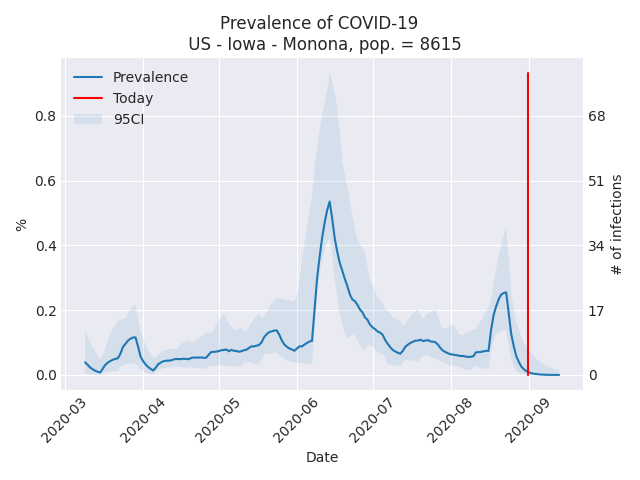 Prevalence of COVID-19
US - Iowa - Monona, pop. = 8615
Prevalence
Today
95CI
0.8
0.6
0.4
0.2
0.0
%
68
51
34
17
0
# of infections
2020-03
2020-04
2020-05
2020-06
2020-07
2020-08
2020-09
Date